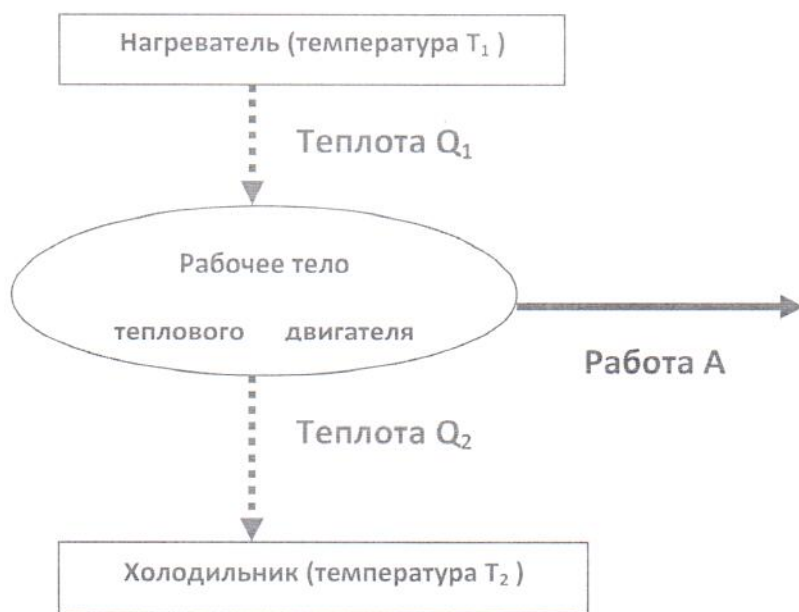 Нагреватель (температура T₁ )
Теплота Q₁
Рабочее тело
теплового двигателя
Работа А
Теплота Q₂
Холодильник (температура T₂ )